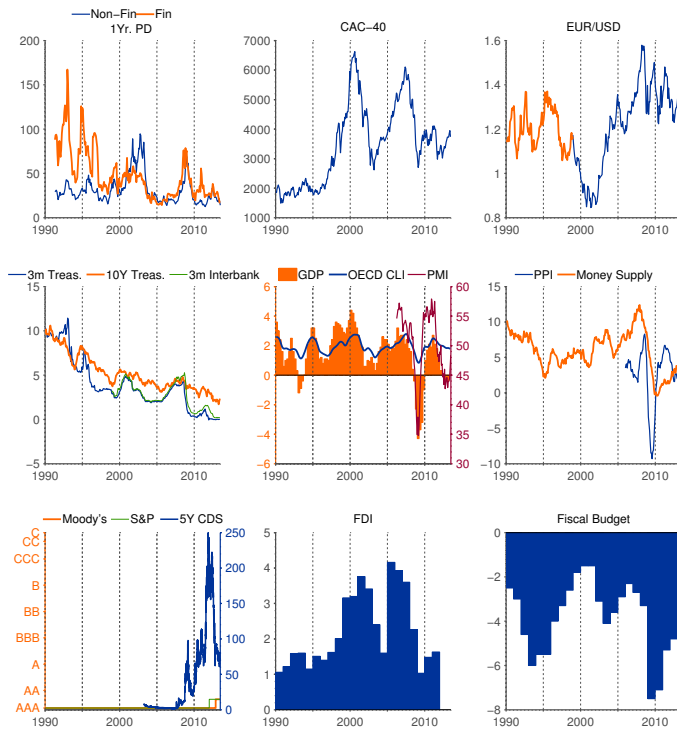 Non−Fin Fin
1Yr. PD
200
150
100
50
0
1990 2000 2010
CAC−40
7000
6000
5000
4000
3000
2000
1000
1990 2000 2010
EUR/USD
1.6
1.4
1.2
1
0.8
1990 2000 2010
3m Treas. 10Y Treas. 3m Interbank
15
10
5
0
−5
1990 2000 2010
GDP OECD CLI PMI
6
4
2
0
−2
−4
−6
60
55
50
45
40
35
30
1990 2000 2010
PPI Money Supply
15
10
5
0
−5
−10
1990 2000 2010
Moody's S&P 5Y CDS
C
CC
CCC
B
BB
BBB
A
AA
AAA
250
200
150
100
50
0
1990 2000 2010
FDI
5
4
3
2
1
0
1990 2000 2010
Fiscal Budget
0
−2
−4
−6
−8
1990 2000 2010